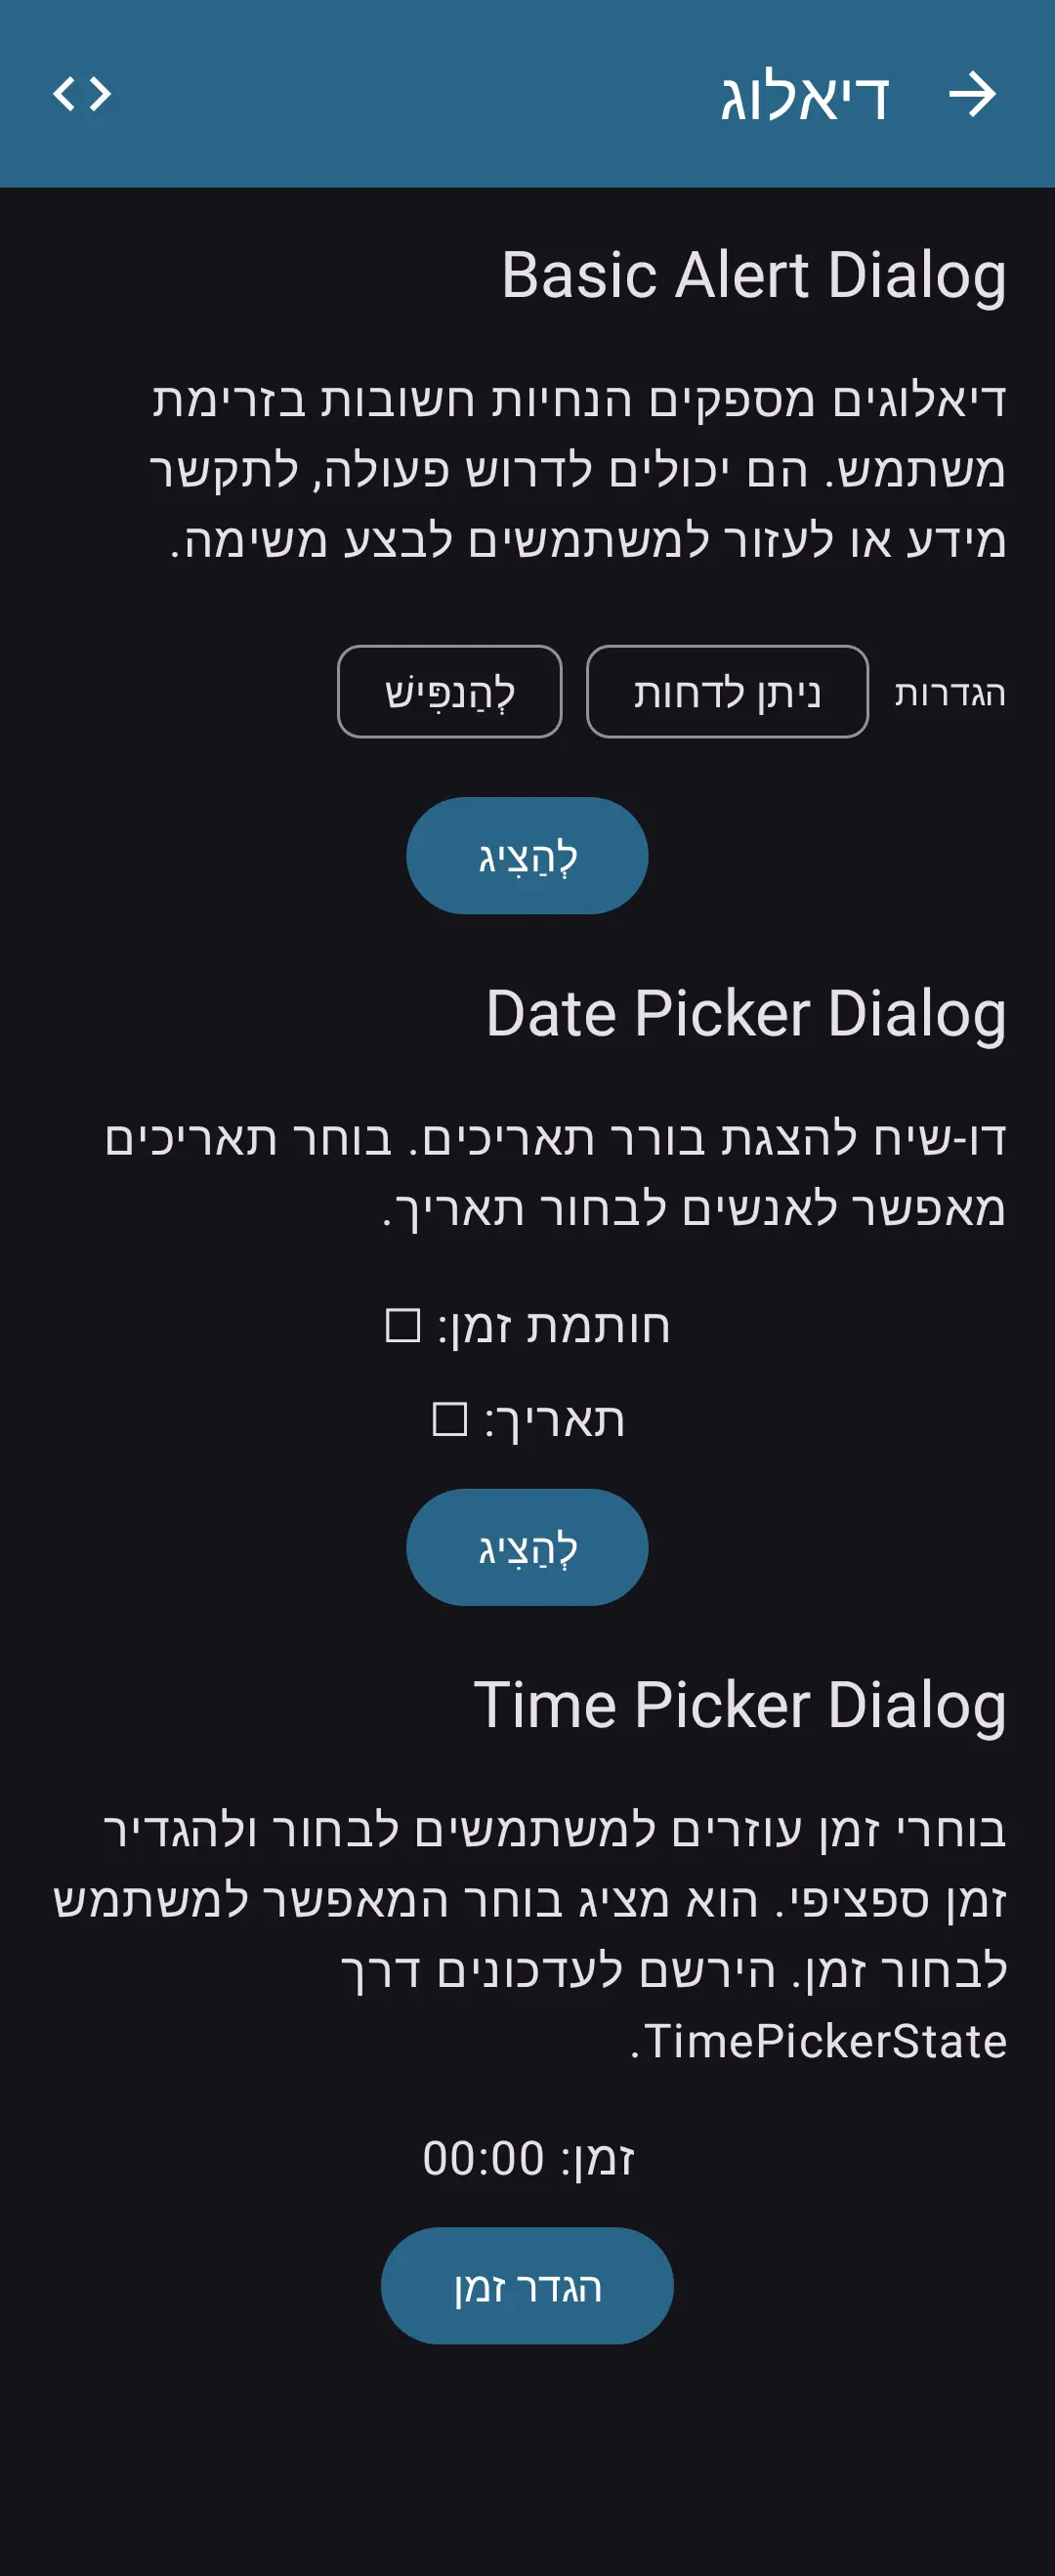 דיאלוג
Basic Alert Dialog
דיאלוגים מספקים הנחיות חשובות בזרימת
משתמש. הם יכולים לדרוש פעולה, לתקשר
מידע או לעזור למשתמשים לבצע משימה.
הגדרות
ניתן לדחות
לְהַנפִּישׁ
לְהַצִיג
Date Picker Dialog
דו-שיח להצגת בורר תאריכים. בוחר תאריכים
מאפשר לאנשים לבחור תאריך.
חותמת זמן: ☐
תאריך: ☐
לְהַצִיג
Time Picker Dialog
בוחרי זמן עוזרים למשתמשים לבחור ולהגדיר
זמן ספציפי. הוא מציג בוחר המאפשר למשתמש
לבחור זמן. הירשם לעדכונים דרך
TimePickerState.
זמן: 00:00
הגדר זמן